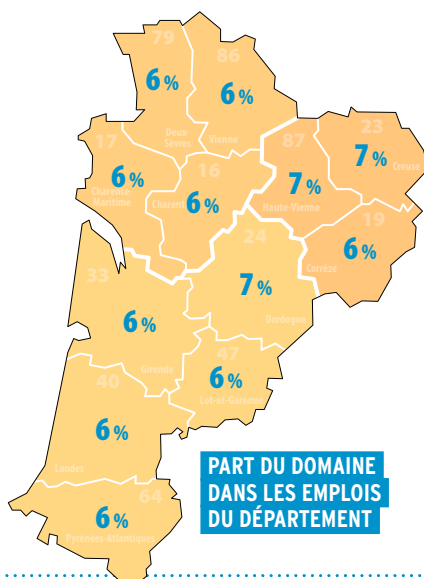 79
6 %
Deux-
Sèvres
86
6 %
Vienne
17
6 %
Charente-
Maritime
16
6 %
Charente
87
7 %
Haute-Vienne
23
7 %
Creuse
19
6 %
Corrèze
24
7 %
Dordogne
33
6 %
Gironde
47
6 %
Lot-et-Garonne
40
6 %
Landes
64
6 %
Pyrénées-Atlantiques
PART DU DOMAINE
DANS LES EMPLOIS
DU DÉPARTEMENT